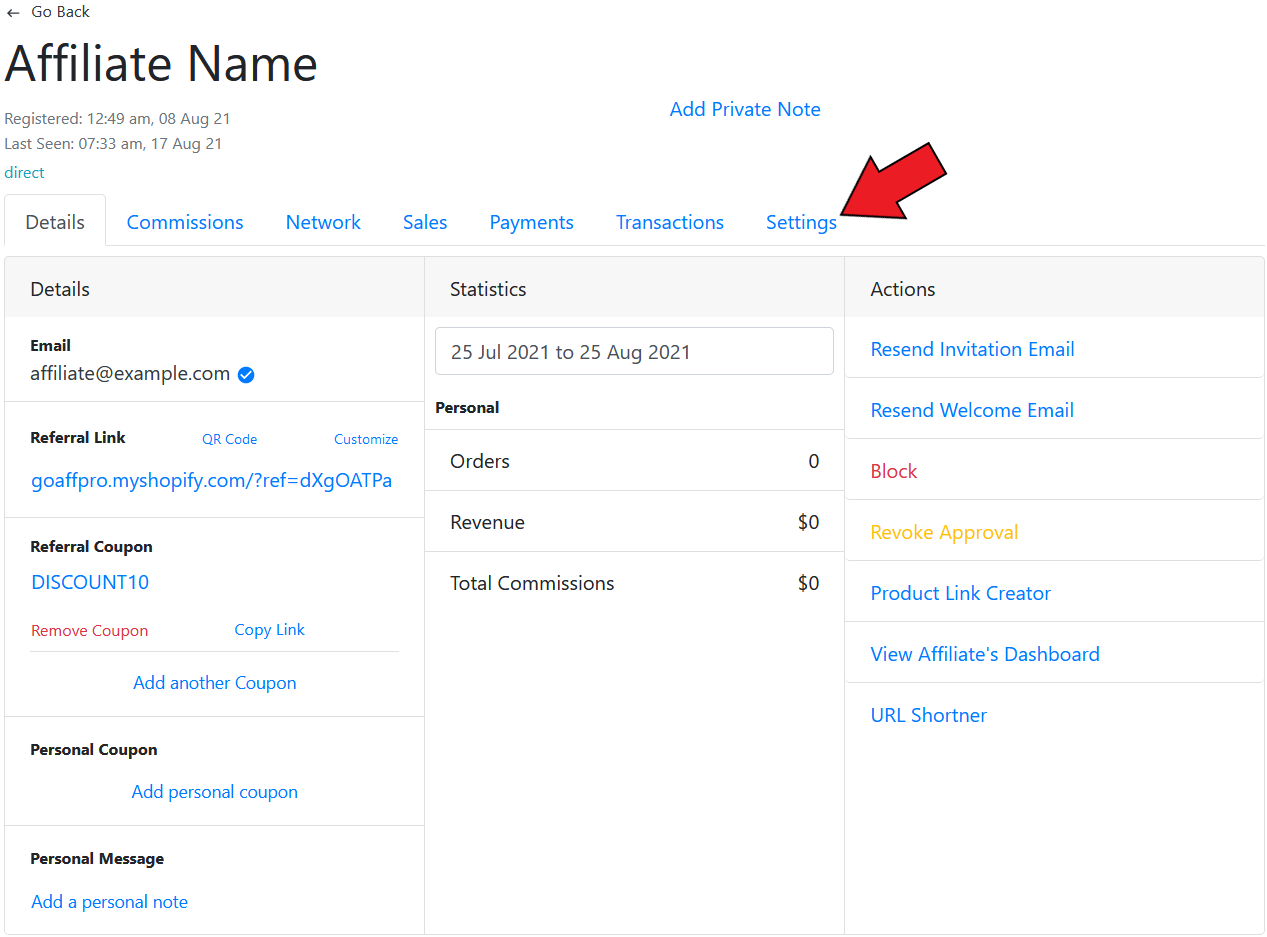 ← Go Back
Affiliate Name
Add Private Note
Registered: 12:49 am, 08 Aug 21
Last Seen: 07:33 am, 17 Aug 21
direct
Details Commissions Network Sales Payments Transactions Settings
Details
Email
affiliate@example.com
Referral Link QR Code Customize
goaffpro.myshopify.com/?ref=dXgOATPa
Referral Coupon
DISCOUNT10
Remove Coupon Copy Link
Add another Coupon
Personal Coupon
Add personal coupon
Personal Message
Add a personal note
Statistics
25 Jul 2021 to 25 Aug 2021
Personal
Orders 0
Revenue $0
Total Commissions $0
Actions
Resend Invitation Email
Resend Welcome Email
Block
Revoke Approval
Product Link Creator
View Affiliate's Dashboard
URL Shortner